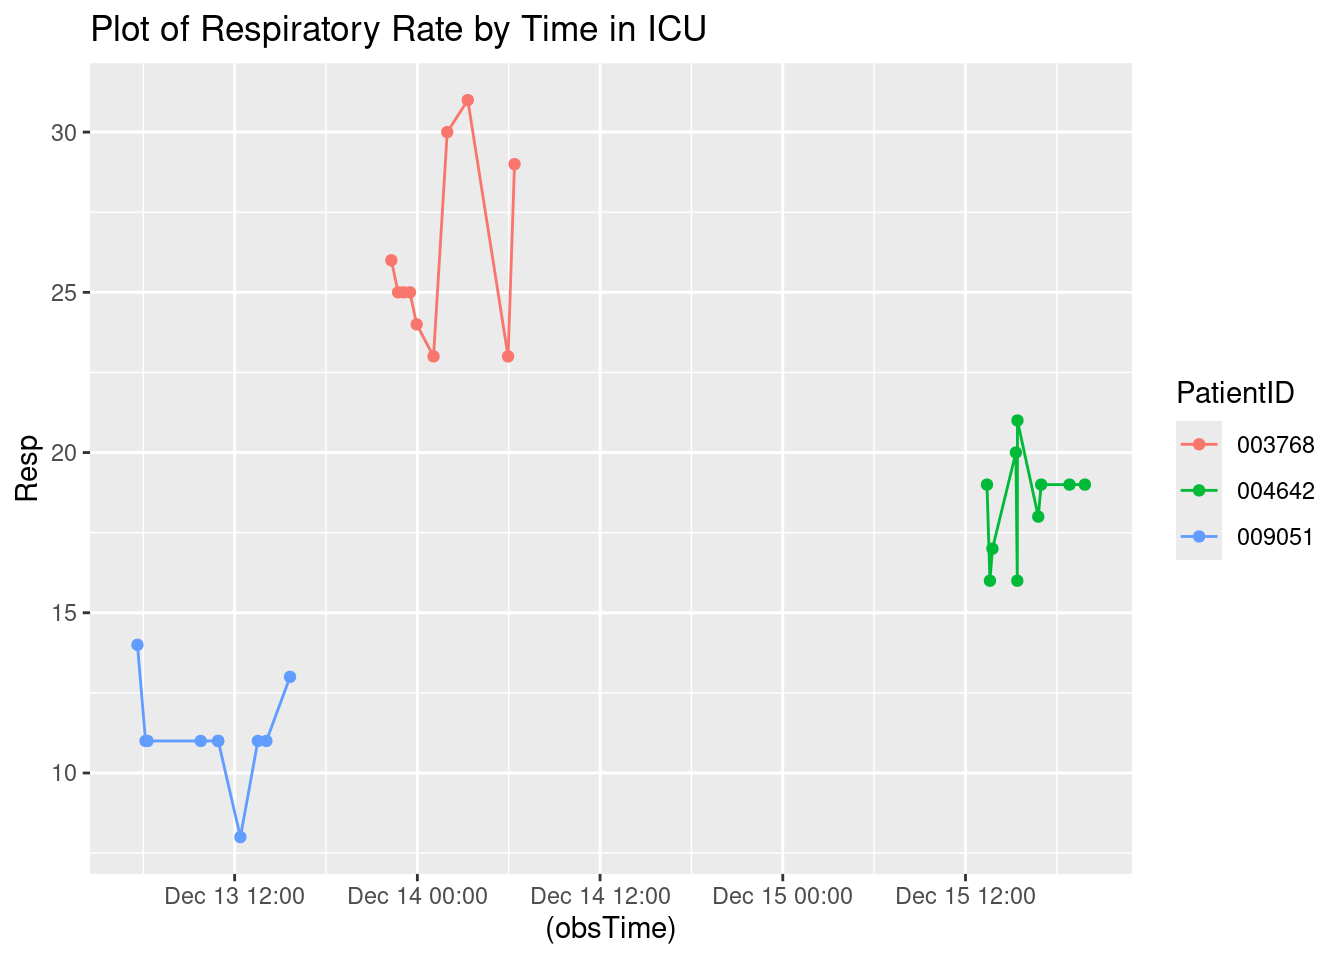 Plot of Respiratory Rate by Time in ICU
Resp
30
25
20
15
10
Dec 13 12:00 Dec 14 00:00 Dec 14 12:00 Dec 15 00:00 Dec 15 12:00
(obsTime)
PatientID
003768
004642
009051